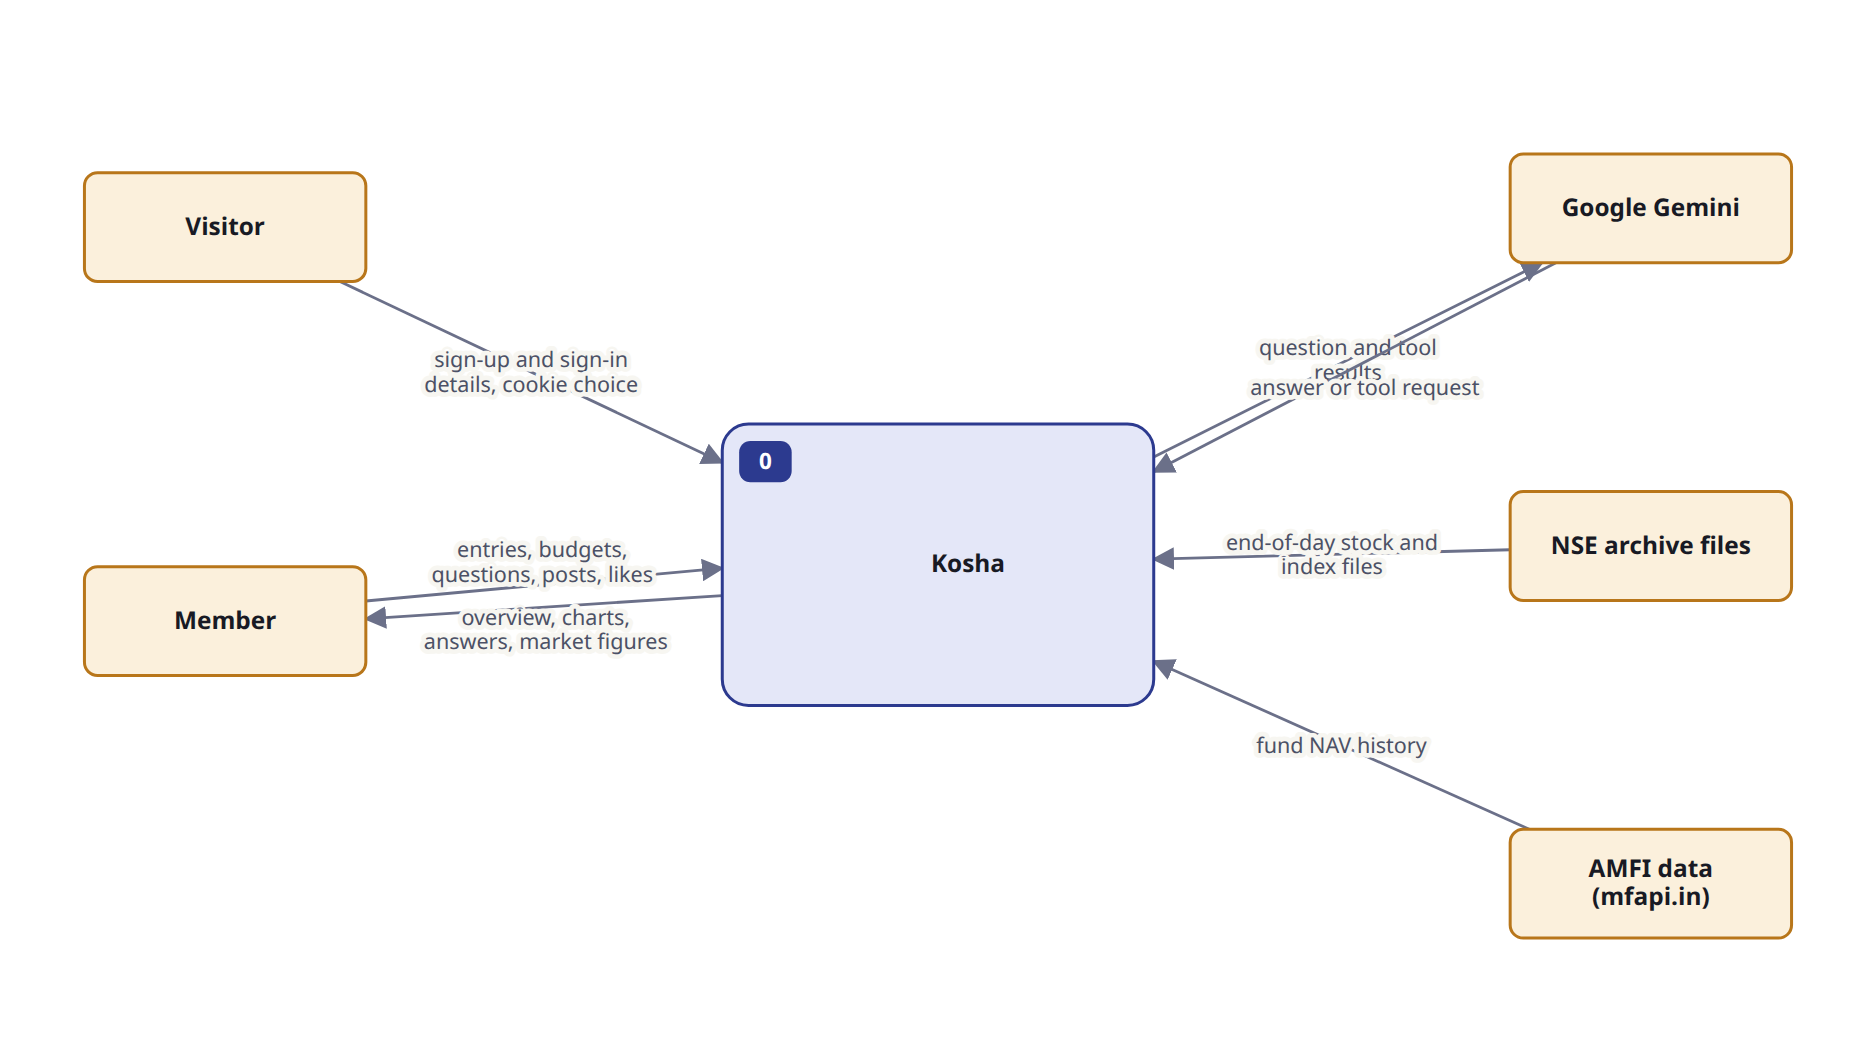 Visitor
Google Gemini
sign-up and sign-in
details, cookie choice
question and tool
results
answer or tool request
0
Kosha
entries, budgets,
questions, posts, likes
overview, charts,
answers, market figures
Member
end-of-day stock and
index files
NSE archive files
fund NAV history
AMFI data
(mfapi.in)